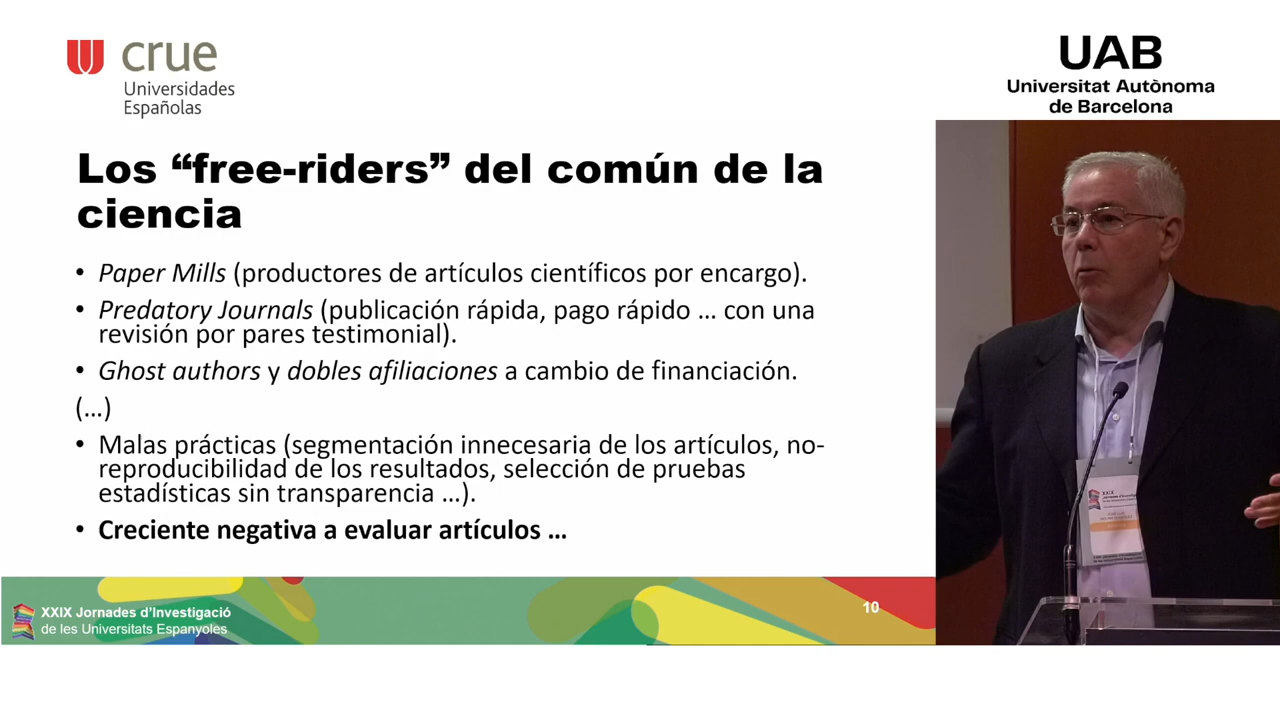 crue
Universidades
Españolas
UAB
Universitat Autònoma
de Barcelona
Los “free-riders” del común de la
ciencia
• Paper Mills (productores de artículos científicos por encargo).
• Predatory Journals (publicación rápida, pago rápido ... con una
revisión por pares testimonial).
• Ghost authors y dobles afiliaciones a cambio de financiación.
(...)
• Malas prácticas (segmentación innecesaria de los artículos, no-
reproducibilidad de los resultados, selección de pruebas
estadísticas sin transparencia ...).
• Creciente negativa a evaluar artículos ...
XXIX Jornades d’Investigació
de les Universitats Espanyoles
10
XXIX
Jornades d’Investigació